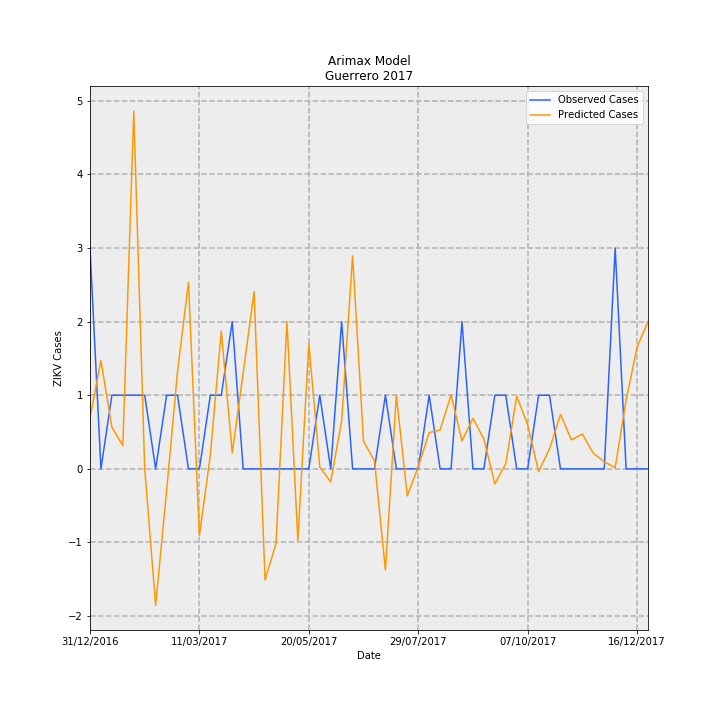 Arimax Model
Guerrero 2017
Observed Cases
Predicted Cases
5
4
3
2
1
0
−1
−2
ZIKV Cases
31/12/2016 11/03/2017 20/05/2017 29/07/2017 07/10/2017 16/12/2017
Date